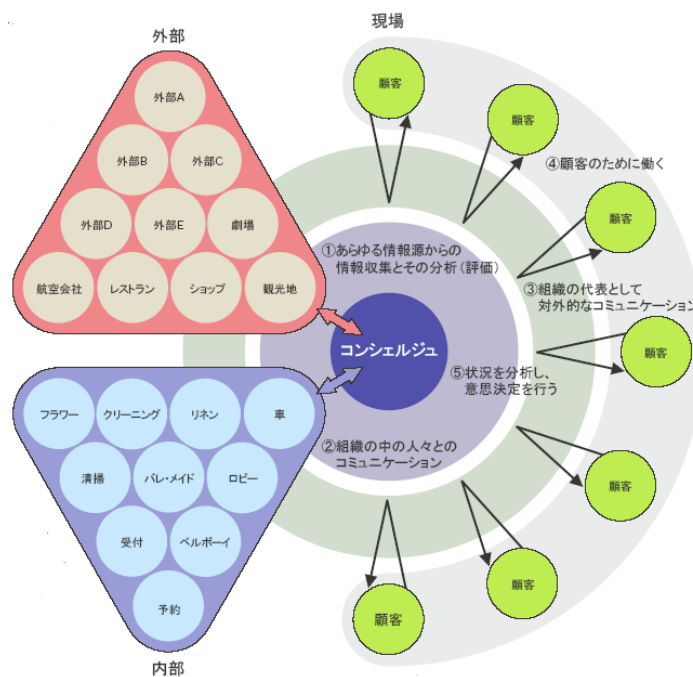 外部
現場
外部A
外部B
外部C
外部D
外部E
劇場
航空会社
レストラン
ショップ
観光地
顧客
顧客
④顧客のために働く
顧客
①あらゆる情報源からの
情報収集とその分析(評価)
③組織の代表として
対外的なコミュニケーション
コンシェルジュ
顧客
⑤状況を分析し、
意思決定を行う
フラワー
クリーニング
リネン
車
②組織の中の人々との
コミュニケーション
清掃
バレ・メイド
ロビー
顧客
受付
ベルボーイ
顧客
予約
顧客
内部